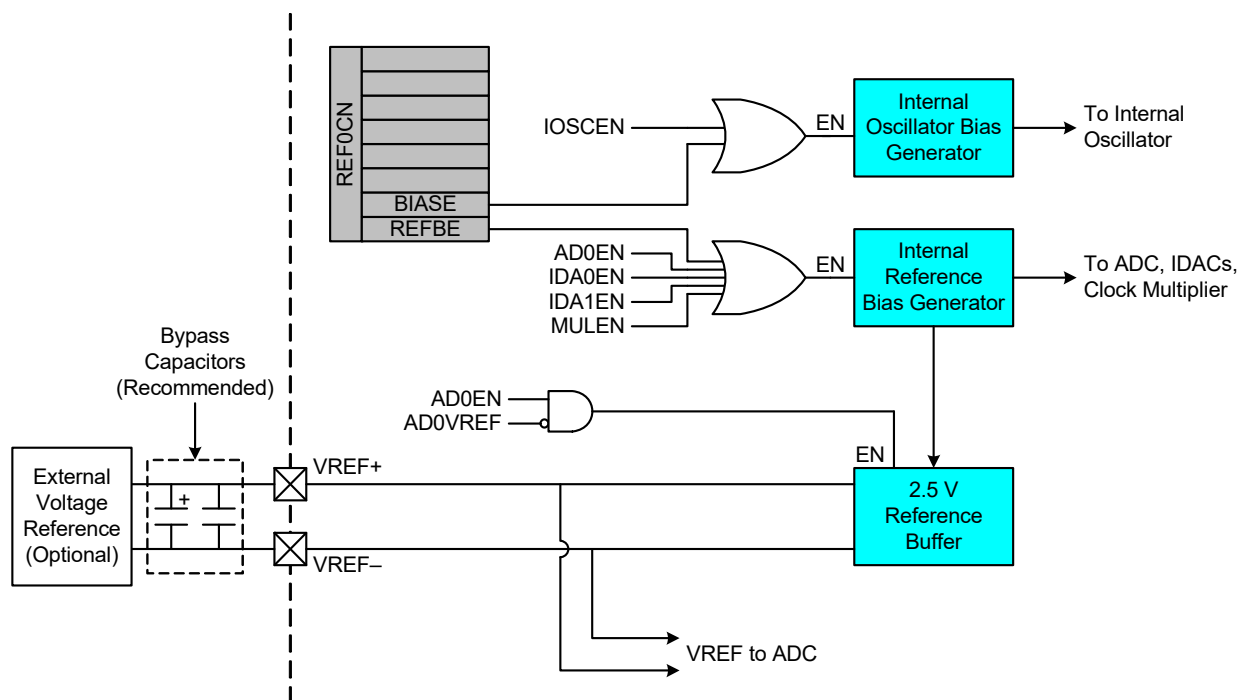 REF0CN
BIASE
REFBE
IOSCEN
EN
Internal
Oscillator Bias
Generator
To Internal
Oscillator
AD0EN
IDA0EN
IDA1EN
MULEN
EN
Internal
Reference
Bias Generator
To ADC, IDACs,
Clock Multiplier
Bypass
Capacitors
(Recommended)
AD0EN
AD0VREF
EN
External
Voltage
Reference
(Optional)
+
VREF+
VREF–
2.5 V
Reference
Buffer
VREF to ADC